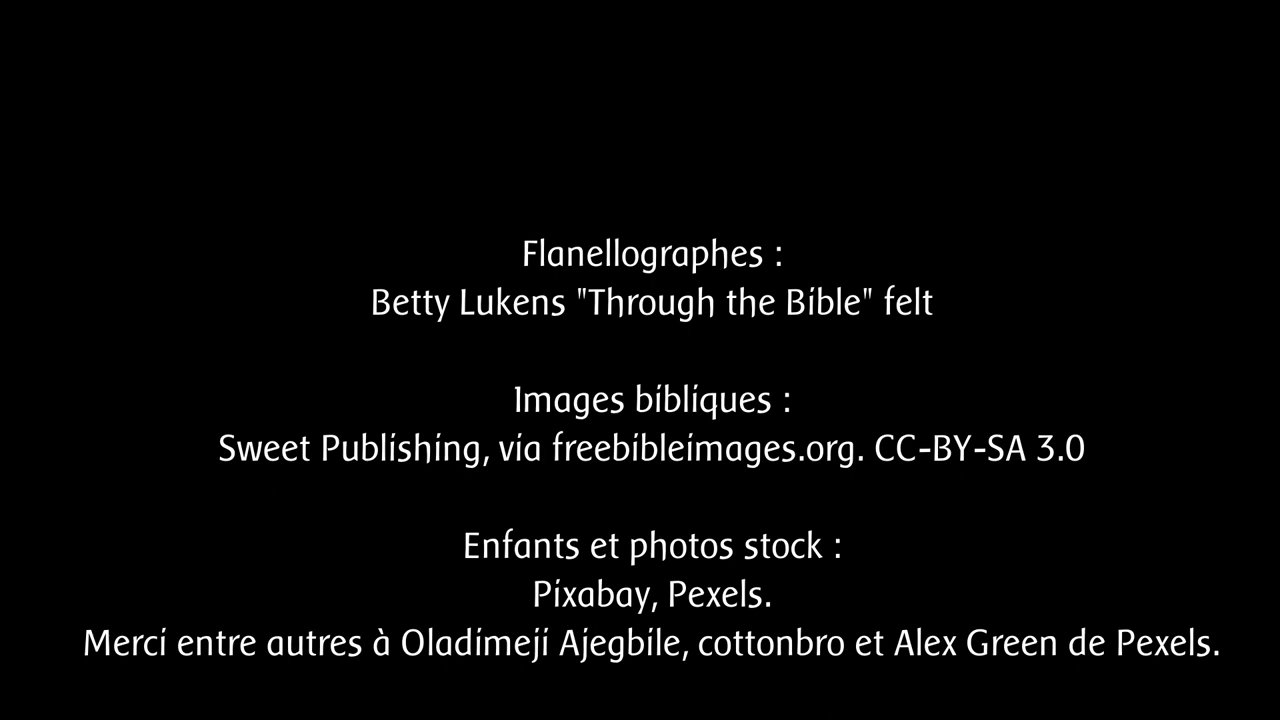 Flanellographes :
Betty Lukens "Through the Bible" felt
Images bibliques :
Sweet Publishing, via freebibleimages.org. CC-BY-SA 3.0
Enfants et photos stock :
Pixabay, Pexels.
Merci entre autres à Oladimeji Ajegbile, cottonbro et Alex Green de Pexels.